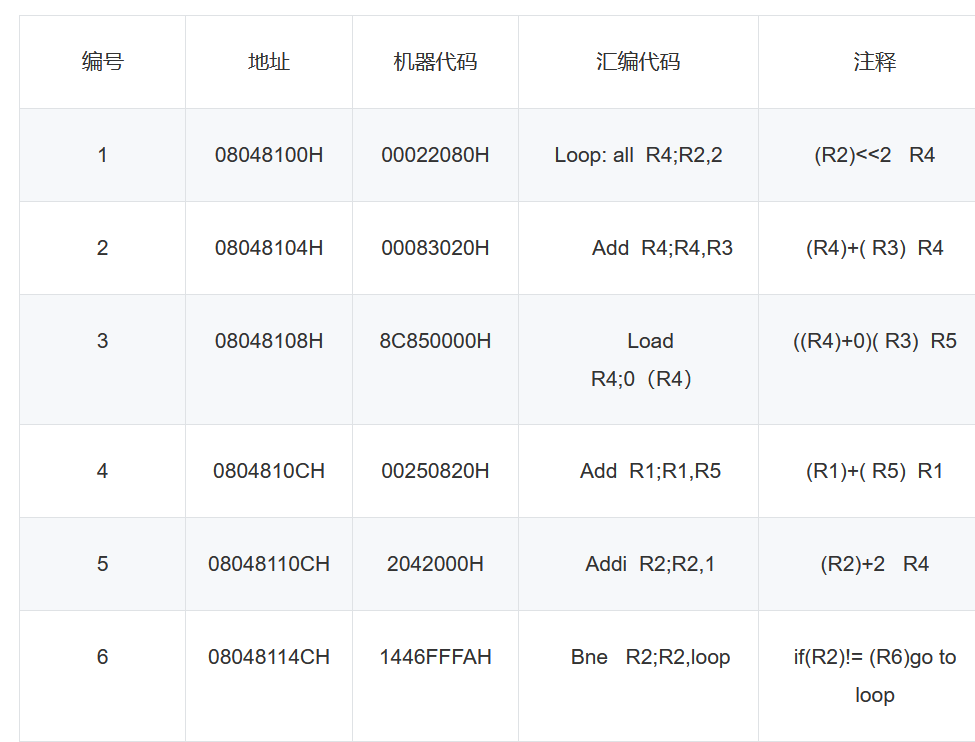 编号 地址 机器代码 汇编代码 注释
1 08048100H 00022080H Loop: all R4;R2,2 (R2)<<2 R4
2 08048104H 00083020H Add R4;R4,R3 (R4)+( R3) R4
3 08048108H 8C850000H Load ((R4)+0)( R3) R5
R4;0（R4）
4 0804810CH 00250820H Add R1;R1,R5 (R1)+( R5) R1
5 08048110CH 2042000H Addi R2;R2,1 (R2)+2 R4
6 08048114CH 1446FFFAH Bne R2;R2,loop if(R2)!= (R6)go to
loop